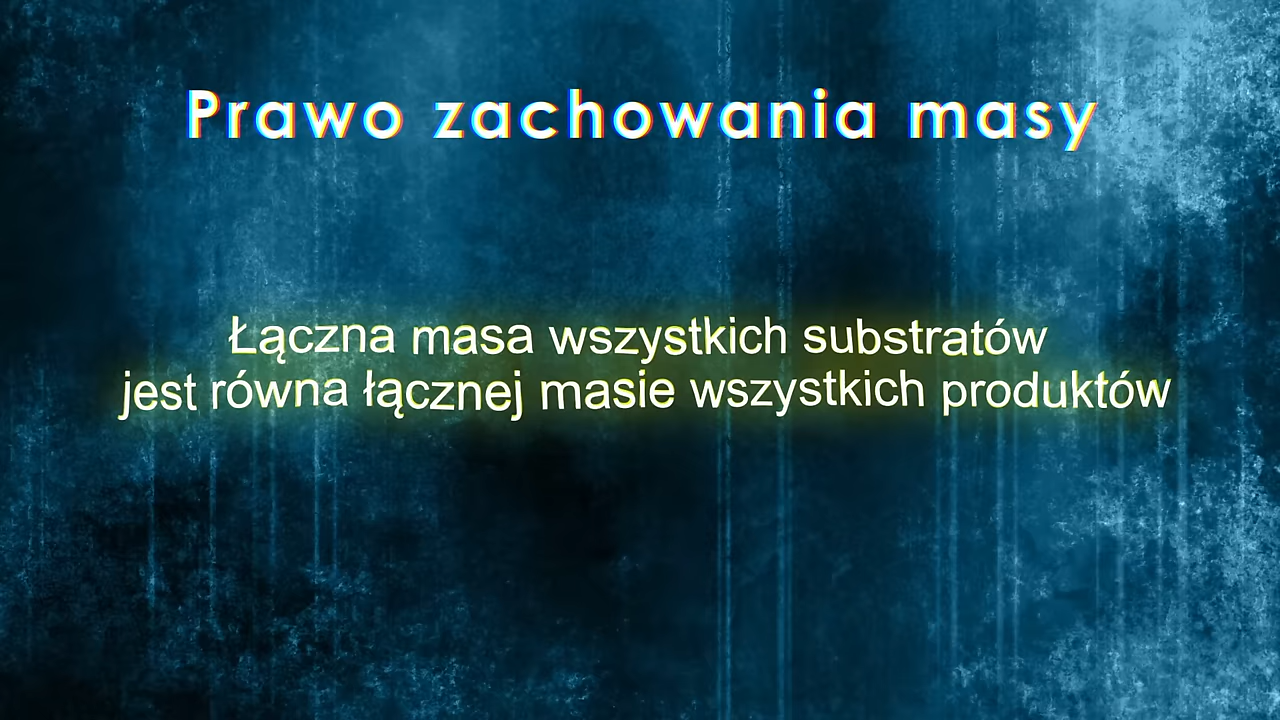 Prawo zachowania masy
Łączna masa wszystkich substratów
jest równa łącznej masie wszystkich produktów